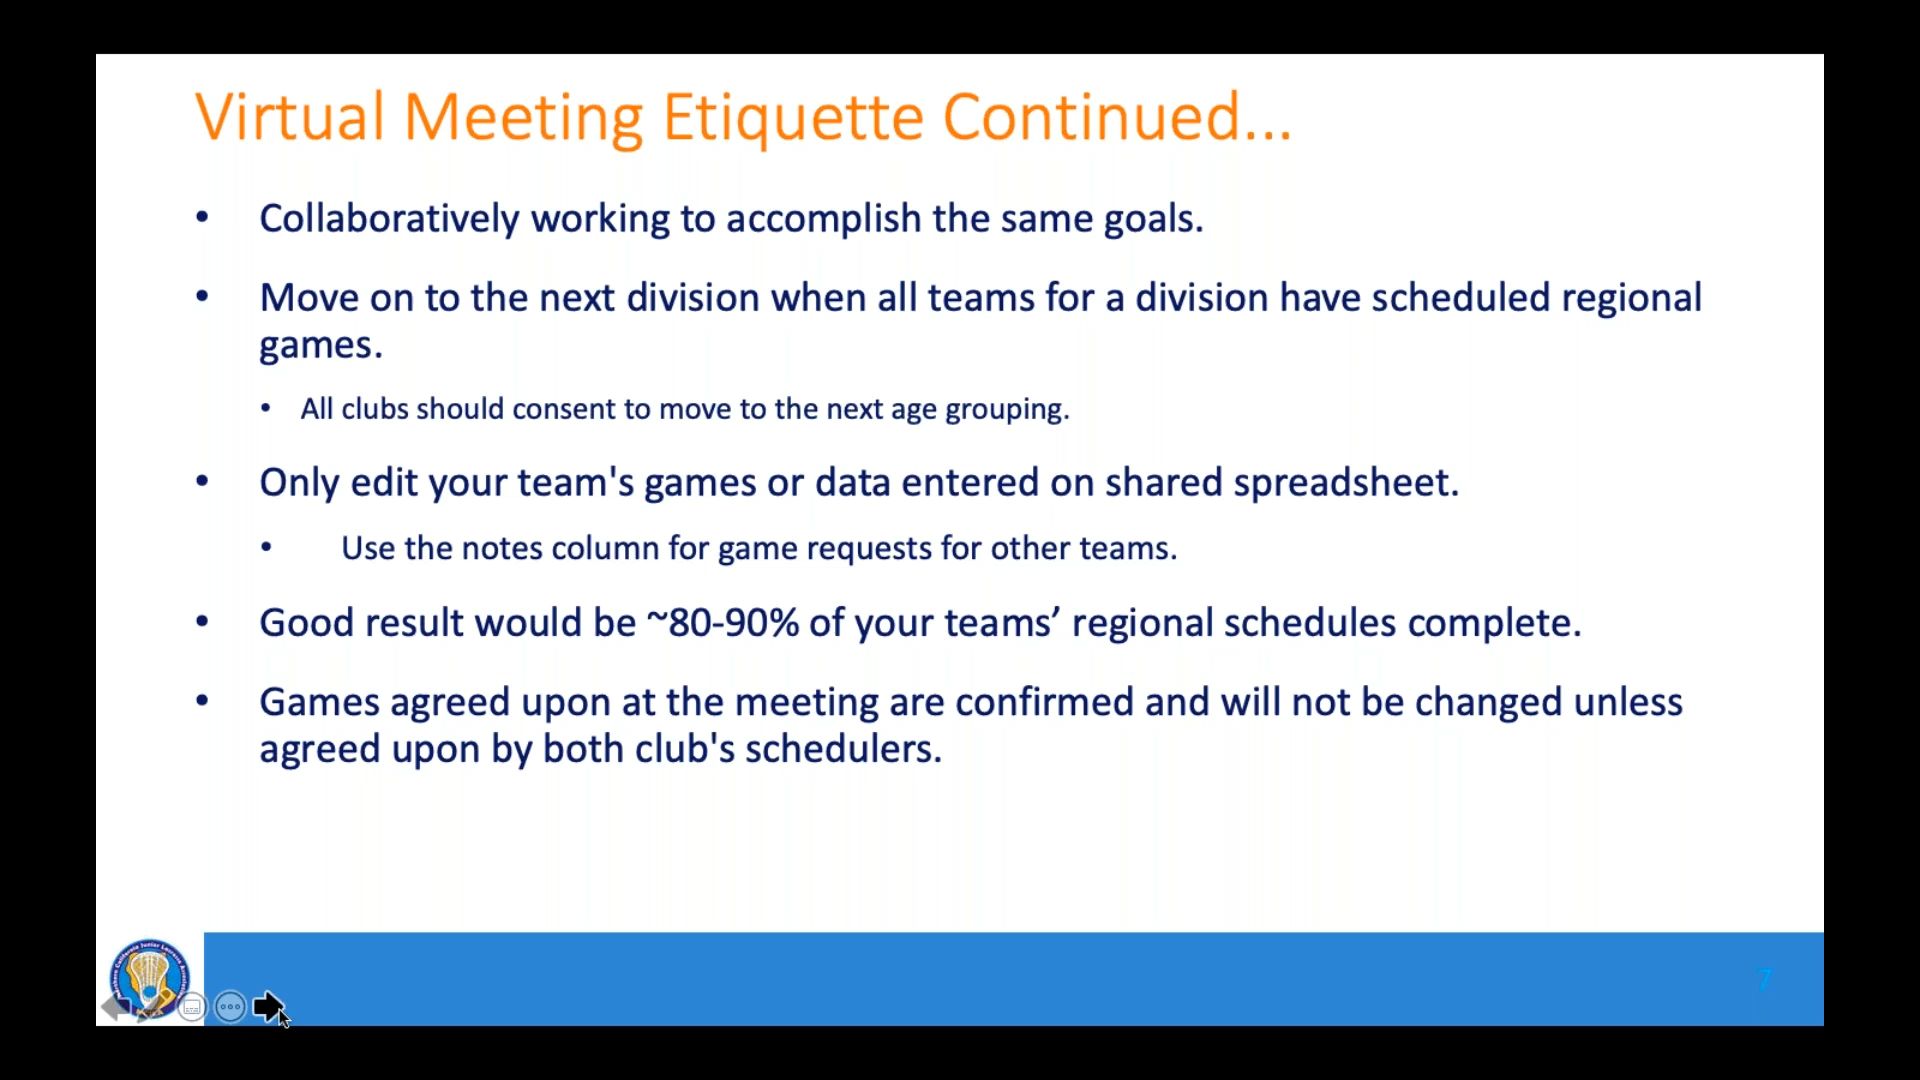 Virtual Meeting Etiquette Continued...
• Collaboratively working to accomplish the same goals.
• Move on to the next division when all teams for a division have scheduled regional
games.
• All clubs should consent to move to the next age grouping.
• Only edit your team's games or data entered on shared spreadsheet.
• Use the notes column for game requests for other teams.
• Good result would be ~80-90% of your teams’ regional schedules complete.
• Games agreed upon at the meeting are confirmed and will not be changed unless
agreed upon by both club's schedulers.
California Junior Lacrosse
7